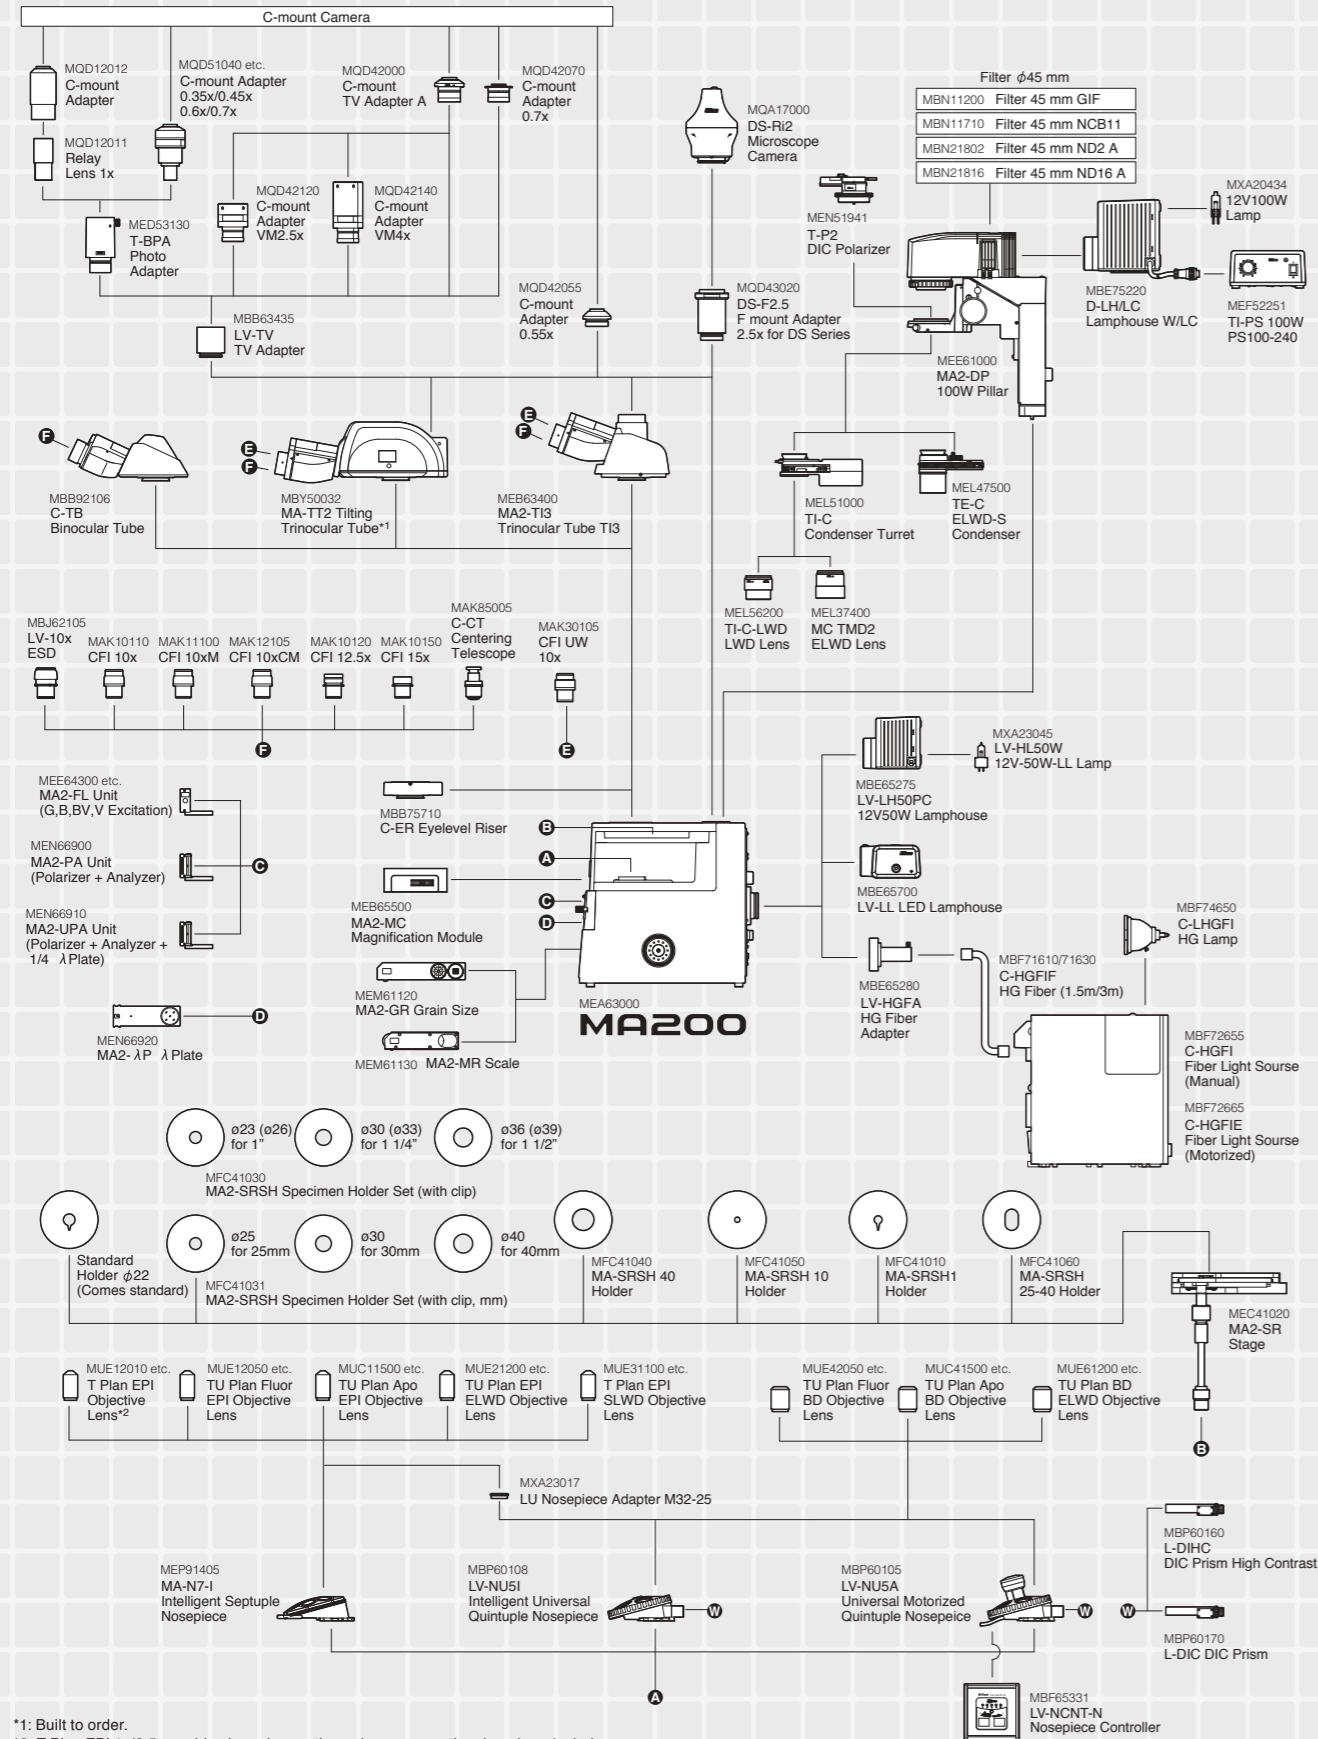 C-mount Camera
MQD12012
C-mount
Adapter
MQD51040 etc.
C-mount Adapter
0.35x/0.45x
0.6x/0.7x
MQD42000
C-mount
TV Adapter A
MQD42070
C-mount
Adapter
0.7x
MQD12011
Relay
Lens 1x
MQD42120
C-mount
Adapter
VM2.5x
MQD42140
C-mount
Adapter
VM4x
MED53130
T-BPA
Photo
Adapter
MQD42055
C-mount
Adapter
0.55x
MBB63435
LV-TV
TV Adapter
MQA17000
DS-Ri2
Microscope
Camera
MQD43020
DS-F2.5
F mount Adapter
2.5x for DS Series
Filter ϕ45 mm
MBN11200 Filter 45 mm GIF
MBN11710 Filter 45 mm NCB11
MBN21802 Filter 45 mm ND2 A
MBN21816 Filter 45 mm ND16 A
MEN51941
T-P2
DIC Polarizer
MXA20434
12V100W
Lamp
MBE75220
D-LH/LC
Lamphouse W/LC
MEF52251
TI-PS 100W
PS100-240
MEE61000
MA2-DP
100W Pillar
F
E
F
E
F
MBB92106
C-TB
Binocular Tube
MBY50032
MA-TT2 Tilting
Trinocular Tube*1
MEB63400
MA2-TI3
Trinocular Tube TI3
MEL51000
TI-C
Condenser Turret
MEL47500
TE-C
ELWD-S
Condenser
MEL56200
TI-C-LWD
LWD Lens
MEL37400
MC TMD2
ELWD Lens
MBJ62105
LV-10x
ESD
MAK10110
CFI 10x
MAK11100
CFI 10xM
MAK12105
CFI 10xCM
MAK10120
CFI 12.5x
MAK10150
CFI 15x
MAK85005
C-CT
Centering
Telescope
MAK30105
CFI UW
10x
F
E
MEE64300 etc.
MA2-FL Unit
(G,B,BV,V Excitation)
MEN66900
MA2-PA Unit
(Polarizer + Analyzer)
C
MEN66910
MA2-UPA Unit
(Polarizer + Analyzer +
1/4 λ Plate)
MEN66920
MA2- λP λ Plate
D
MBB75710
C-ER Eyelevel Riser
MEB65500
MA2-MC
Magnification Module
MEM61120
MA2-GR Grain Size
MEM61130 MA2-MR Scale
B
A
C
D
MEA63000
MA200
MXA23045
LV-HL50W
12V-50W-LL Lamp
MBE65275
LV-LH50PC
12V50W Lamphouse
MBE65700
LV-LL LED Lamphouse
MBE65280
LV-HGFA
HG Fiber
Adapter
MBF71610/71630
C-HGFIF
HG Fiber (1.5m/3m)
MBF74650
C-LHGFI
HG Lamp
MBF72655
C-HGFI
Fiber Light Sourse
(Manual)
MBF72665
C-HGFIE
Fiber Light Sourse
(Motorized)
ø23 (ø26)
for 1"
ø30 (ø33)
for 1 1/4"
ø36 (ø39)
for 1 1/2"
MFC41030
MA2-SRSH Specimen Holder Set (with clip)
Standard
Holder ϕ22
(Comes standard)
ø25
for 25mm
ø30
for 30mm
ø40
for 40mm
MFC41031
MA2-SRSH Specimen Holder Set (with clip, mm)
MFC41040
MA-SRSH 40
Holder
MFC41050
MA-SRSH 10
Holder
MFC41010
MA-SRSH1
Holder
MFC41060
MA-SRSH
25-40 Holder
MEC41020
MA2-SR
Stage
B
MUE12010 etc.
T Plan EPI
Objective
Lens*2
MUE12050 etc.
TU Plan Fluor
EPI Objective
Lens
MUC11500 etc.
TU Plan Apo
EPI Objective
Lens
MUE21200 etc.
TU Plan EPI
ELWD Objective
Lens
MUE31100 etc.
T Plan EPI
SLWD Objective
Lens
MUE42050 etc.
TU Plan Fluor
BD Objective
Lens
MUC41500 etc.
TU Plan Apo
BD Objective
Lens
MUE61200 etc.
TU Plan BD
ELWD Objective
Lens
MXA23017
LU Nosepiece Adapter M32-25
MEP91405
MA-N7-I
Intelligent Septuple
Nosepiece
MBP60108
LV-NU5I
Intelligent Universal
Quintuple Nosepiece
W
MBP60105
LV-NU5A
Universal Motorized
Quintuple Nosepeice
W
W
MBP60160
L-DIHC
DIC Prism High Contrast
MBP60170
L-DIC DIC Prism
A
MBF65331
LV-NCNT-N
Nosepiece Controller
*1: Built to order.